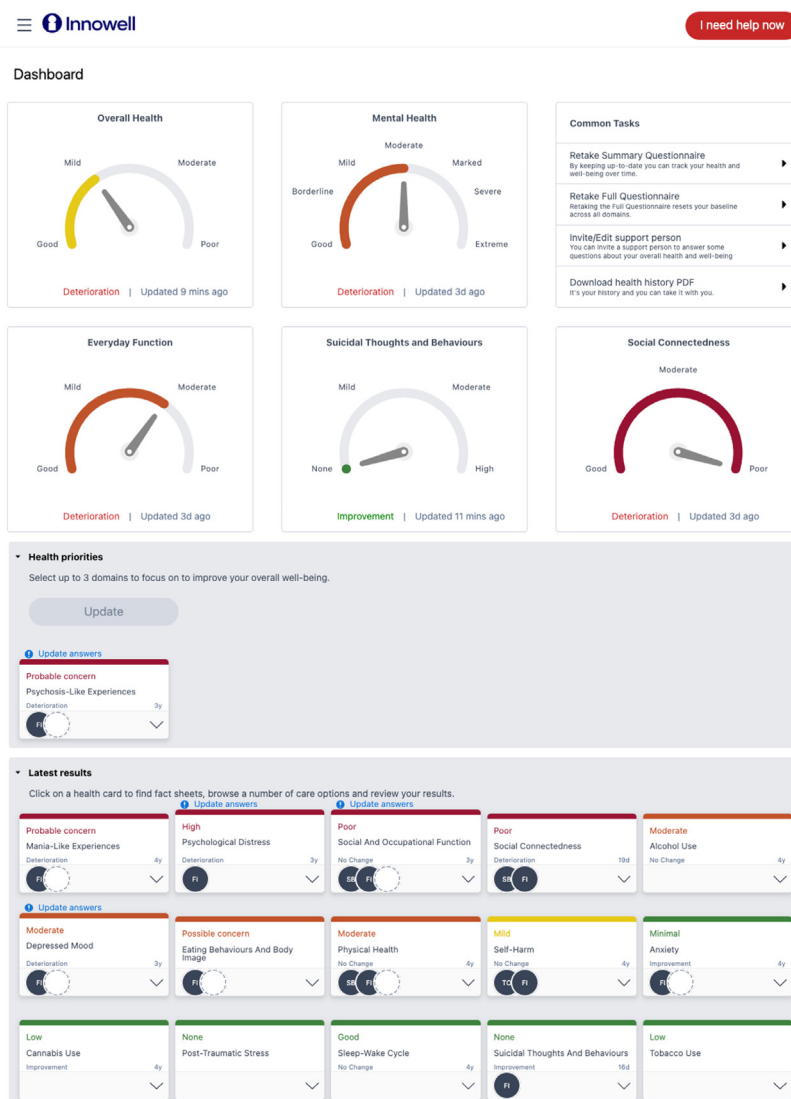 Innowell
I need help now
Dashboard
Overall Health
Mild
Moderate
Good
Poor
Deterioration | Updated 9 mins ago
Mental Health
Moderate
Mild
Marked
Borderline
Severe
Good
Extreme
Deterioration | Updated 3d ago
Common Tasks
Retake Summary Questionnaire
By keeping up-to-date you can track your health and
well-being over time.
Retake Full Questionnaire
Retaking the Full Questionnaire resets your baseline
across all domains.
Invite/Edit support person
You can invite a support person to answer some
questions about your overall health and well-being
Download health history PDF
It's your history and you can take it with you.
Everyday Function
Mild
Moderate
Good
Poor
Deterioration | Updated 3d ago
Suicidal Thoughts and Behaviours
Mild
Moderate
None
High
Improvement | Updated 11 mins ago
Social Connectedness
Moderate
Good
Poor
Deterioration | Updated 3d ago
Health priorities
Select up to 3 domains to focus on to improve your overall well-being.
Update
Update answers
Probable concern
Psychosis-Like Experiences
Deterioration 3y
FI
Latest results
Click on a health card to find fact sheets, browse a number of care options and review your results.
Probable concern
Mania-Like Experiences
Deterioration 4y
FI
Update answers
High
Psychological Distress
Deterioration 3y
FI
Update answers
Poor
Social And Occupational Function
No Change 3y
SB FI
Poor
Social Connectedness
Deterioration 19d
SB FI
Moderate
Alcohol Use
No Change 4y
Update answers
Moderate
Depressed Mood
Deterioration 3y
FI
Possible concern
Eating Behaviours And Body
Image
FI
Moderate
Physical Health
No Change 4y
SB FI
Mild
Self-Harm
No Change 4y
TC FI
Minimal
Anxiety
Improvement 4y
FI
Low
Cannabis Use
Improvement 4y
None
Post-Traumatic Stress
Good
Sleep-Wake Cycle
No Change 4y
None
Suicidal Thoughts And Behaviours
Improvement 16d
FI
Low
Tobacco Use